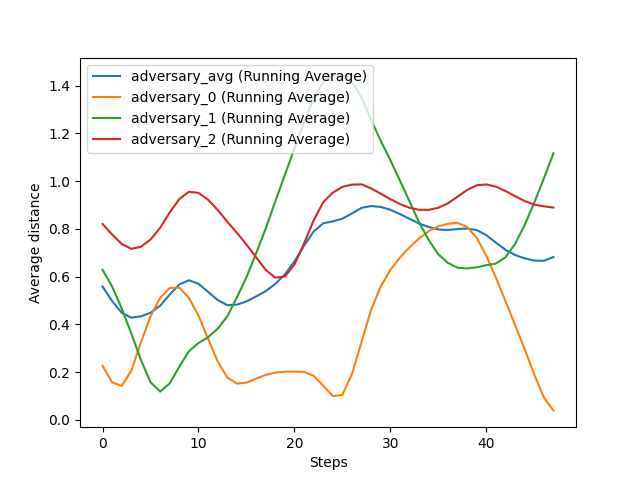 adversary_avg (Running Average)
adversary_0 (Running Average)
adversary_1 (Running Average)
adversary_2 (Running Average)
1.4
1.2
1.0
0.8
0.6
0.4
0.2
0.0
Average distance
0 10 20 30 40
Steps